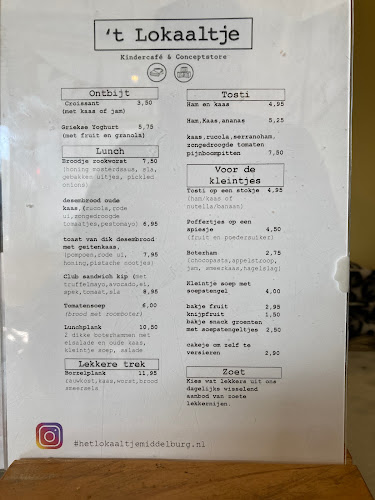 't Lokaaltje
Kindercafé & Conceptstore
Ontbijt
Croissant 3,50
(met kaas of jam)
Griekse Yoghurt 5,75
(met fruit en granola)
Lunch
Broodje rookworst 7,50
(honing mosterdsaus, sla,
gebakken uitjes, pickled
onions)
desembrood oude
kaas, (rucola, rode
ui, zongedroogde
tomaatjes, pestomayo) 6,95
toast van dik desembrood
met geitenkaas,
(pompoen, rode ui, 7,95
honing, pistache nootjes)
Club sandwich kip (met
truffelmayo, avocado, ei,
spek, tomaat, sla 8,95
Tomatensoep 6,00
(brood met roomboter)
Lunchplank 10,50
2 dikke boterhammen met
eisalade en oude kaas,
kleintje soep, salade
Lekkere trek
Borrelplank 11,95
(rauwkost, kaas, worst, brood
smeersels
Tosti
Ham en kaas 4,95
Ham, Kaas, ananas 5,25
kaas, rucola, serranoham,
zongedroogde tomaten
pijnboompitten 7,50
Voor de
kleintjes
Tosti op een stokje 4,95
(ham/kaas of
nutella/banaan)
Poffertjes op een
spiesje 4,50
(fruit en poedersuiker)
Boterham 2,75
(chocopasta, appelstroop,
jam, smeerkaas, hagelslag)
Kleintje soep met
soepstengel 4,00
bakje fruit 2,95
knijpfruit 1,50
bakje snack groenten
met soepstengeltjes 2,50
cakeje om zelf te
versieren 2,90
Zoet
Kies wat lekkers uit ons
dagelijks wisselend
aanbod van zoete
lekkernijen.
#hetlokaaltjemiddelburg.nl